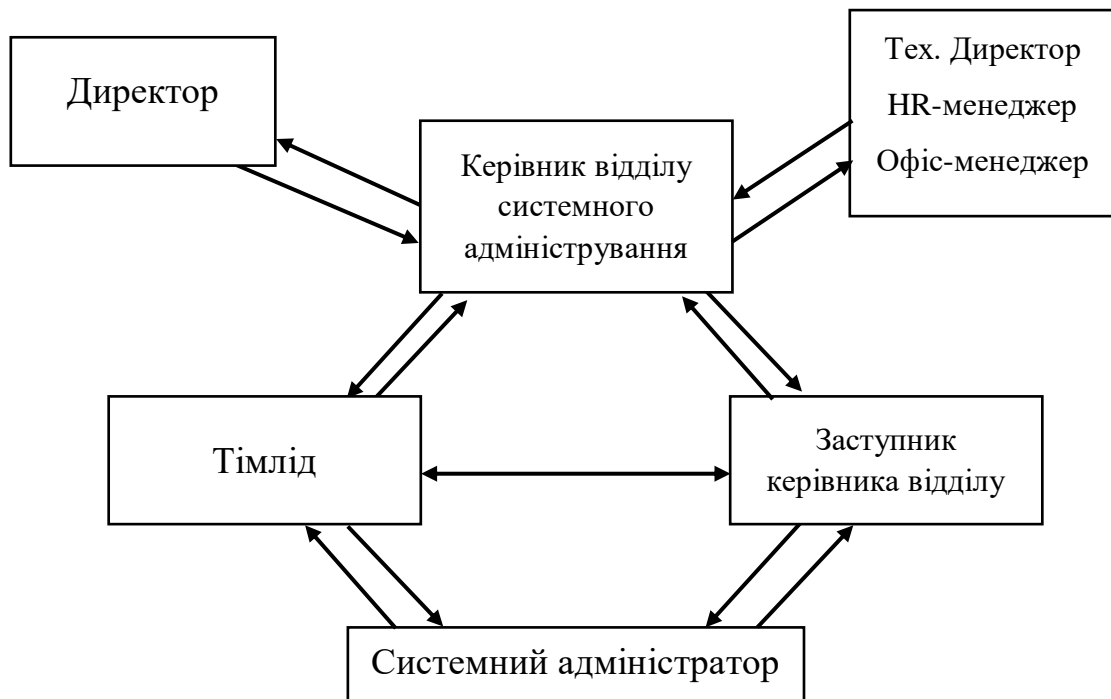 Директор
Тех. Директор
HR-менеджер
Офіс-менеджер
Керівник відділу
системного
адміністрування
Тімлід
Заступник
керівника відділу
Системний адміністратор